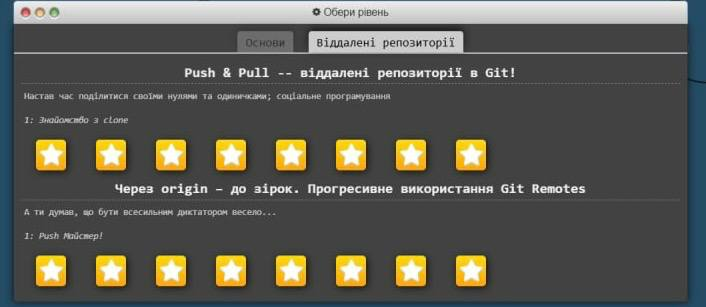 Обери рівень
Основи Віддалені репозиторії
Push & Pull -- віддалені репозиторії в Git!
Настав час поділитися своїми нулями та одиничками; соціальне програмування
1: Знайомство з clone
Через origin – до зірок. Прогресивне використання Git Remotes
А ти думав, що бути всесильним диктатором весело...
1: Push Майстер!